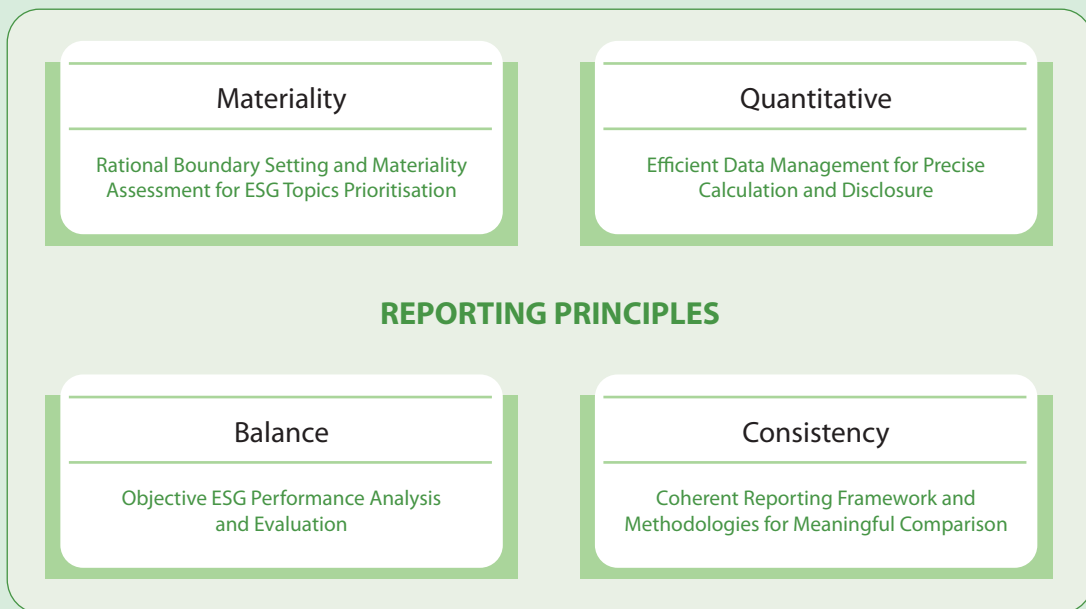 Materiality
Rational Boundary Setting and Materiality
Assessment for ESG Topics Prioritisation
Quantitative
Efficient Data Management for Precise
Calculation and Disclosure
REPORTING PRINCIPLES
Balance
Objective ESG Performance Analysis
and Evaluation
Consistency
Coherent Reporting Framework and
Methodologies for Meaningful Comparison